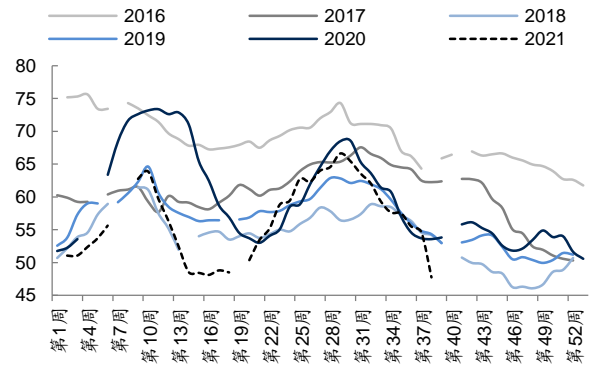 2016
2017
2018
2019
2020
2021
80
75
70
65
60
55
50
45
第1周
第4周
第7周
第10周
第13周
第16周
第19周
第22周
第25周
第28周
第31周
第34周
第37周
第40周
第43周
第46周
第49周
第52周